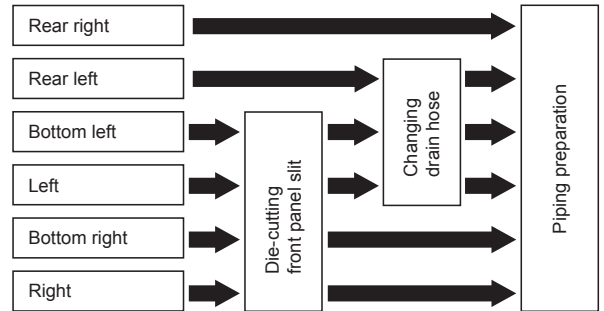 Rear right
Rear left
Bottom left
Left
Bottom right
Right
Die-cutting
front panel slit
Changing
drain hose
Piping preparation